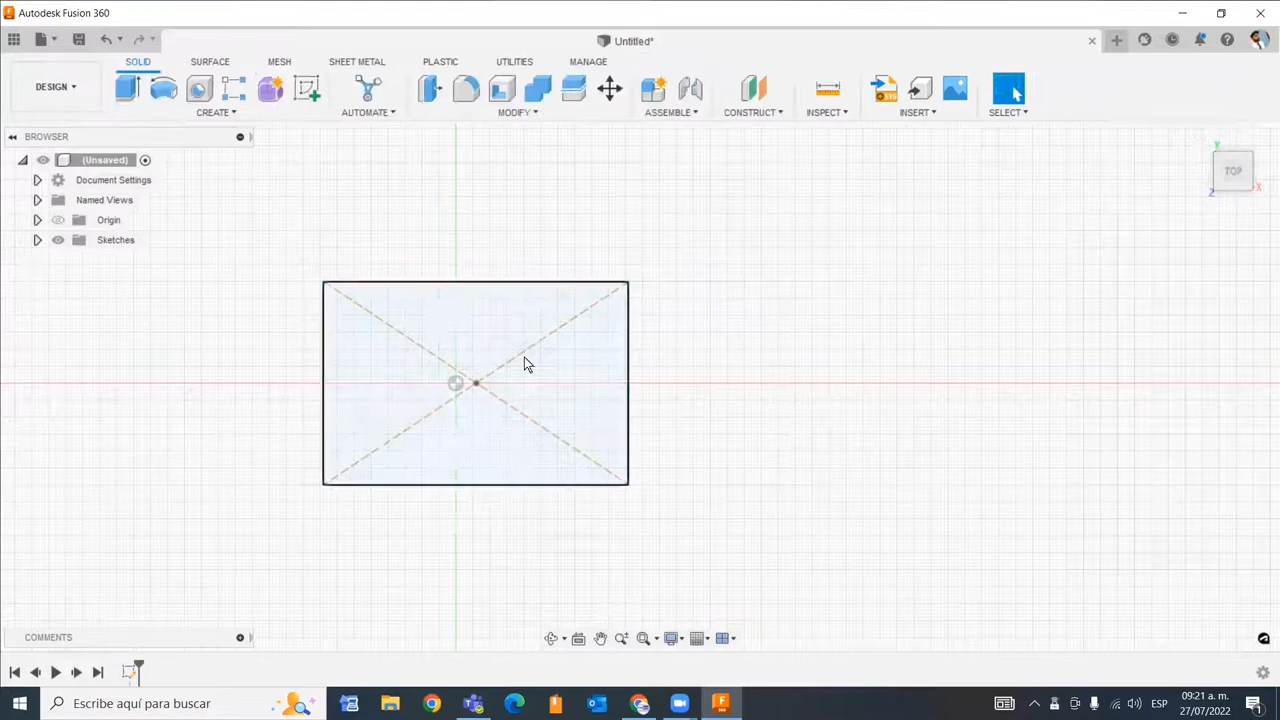 Autodesk Fusion 360
Untitled*
DESIGN
SOLID SURFACE MESH SHEET METAL PLASTIC UTILITIES MANAGE
CREATE AUTOMATE MODIFY ASSEMBLE CONSTRUCT INSPECT INSERT SELECT
BROWSER
(Unsaved)
Document Settings
Named Views
Origin
Sketches
Y
TOP
X
Z
COMMENTS
Escribe aquí para buscar
ESP
09:21 a. m.
27/07/2022